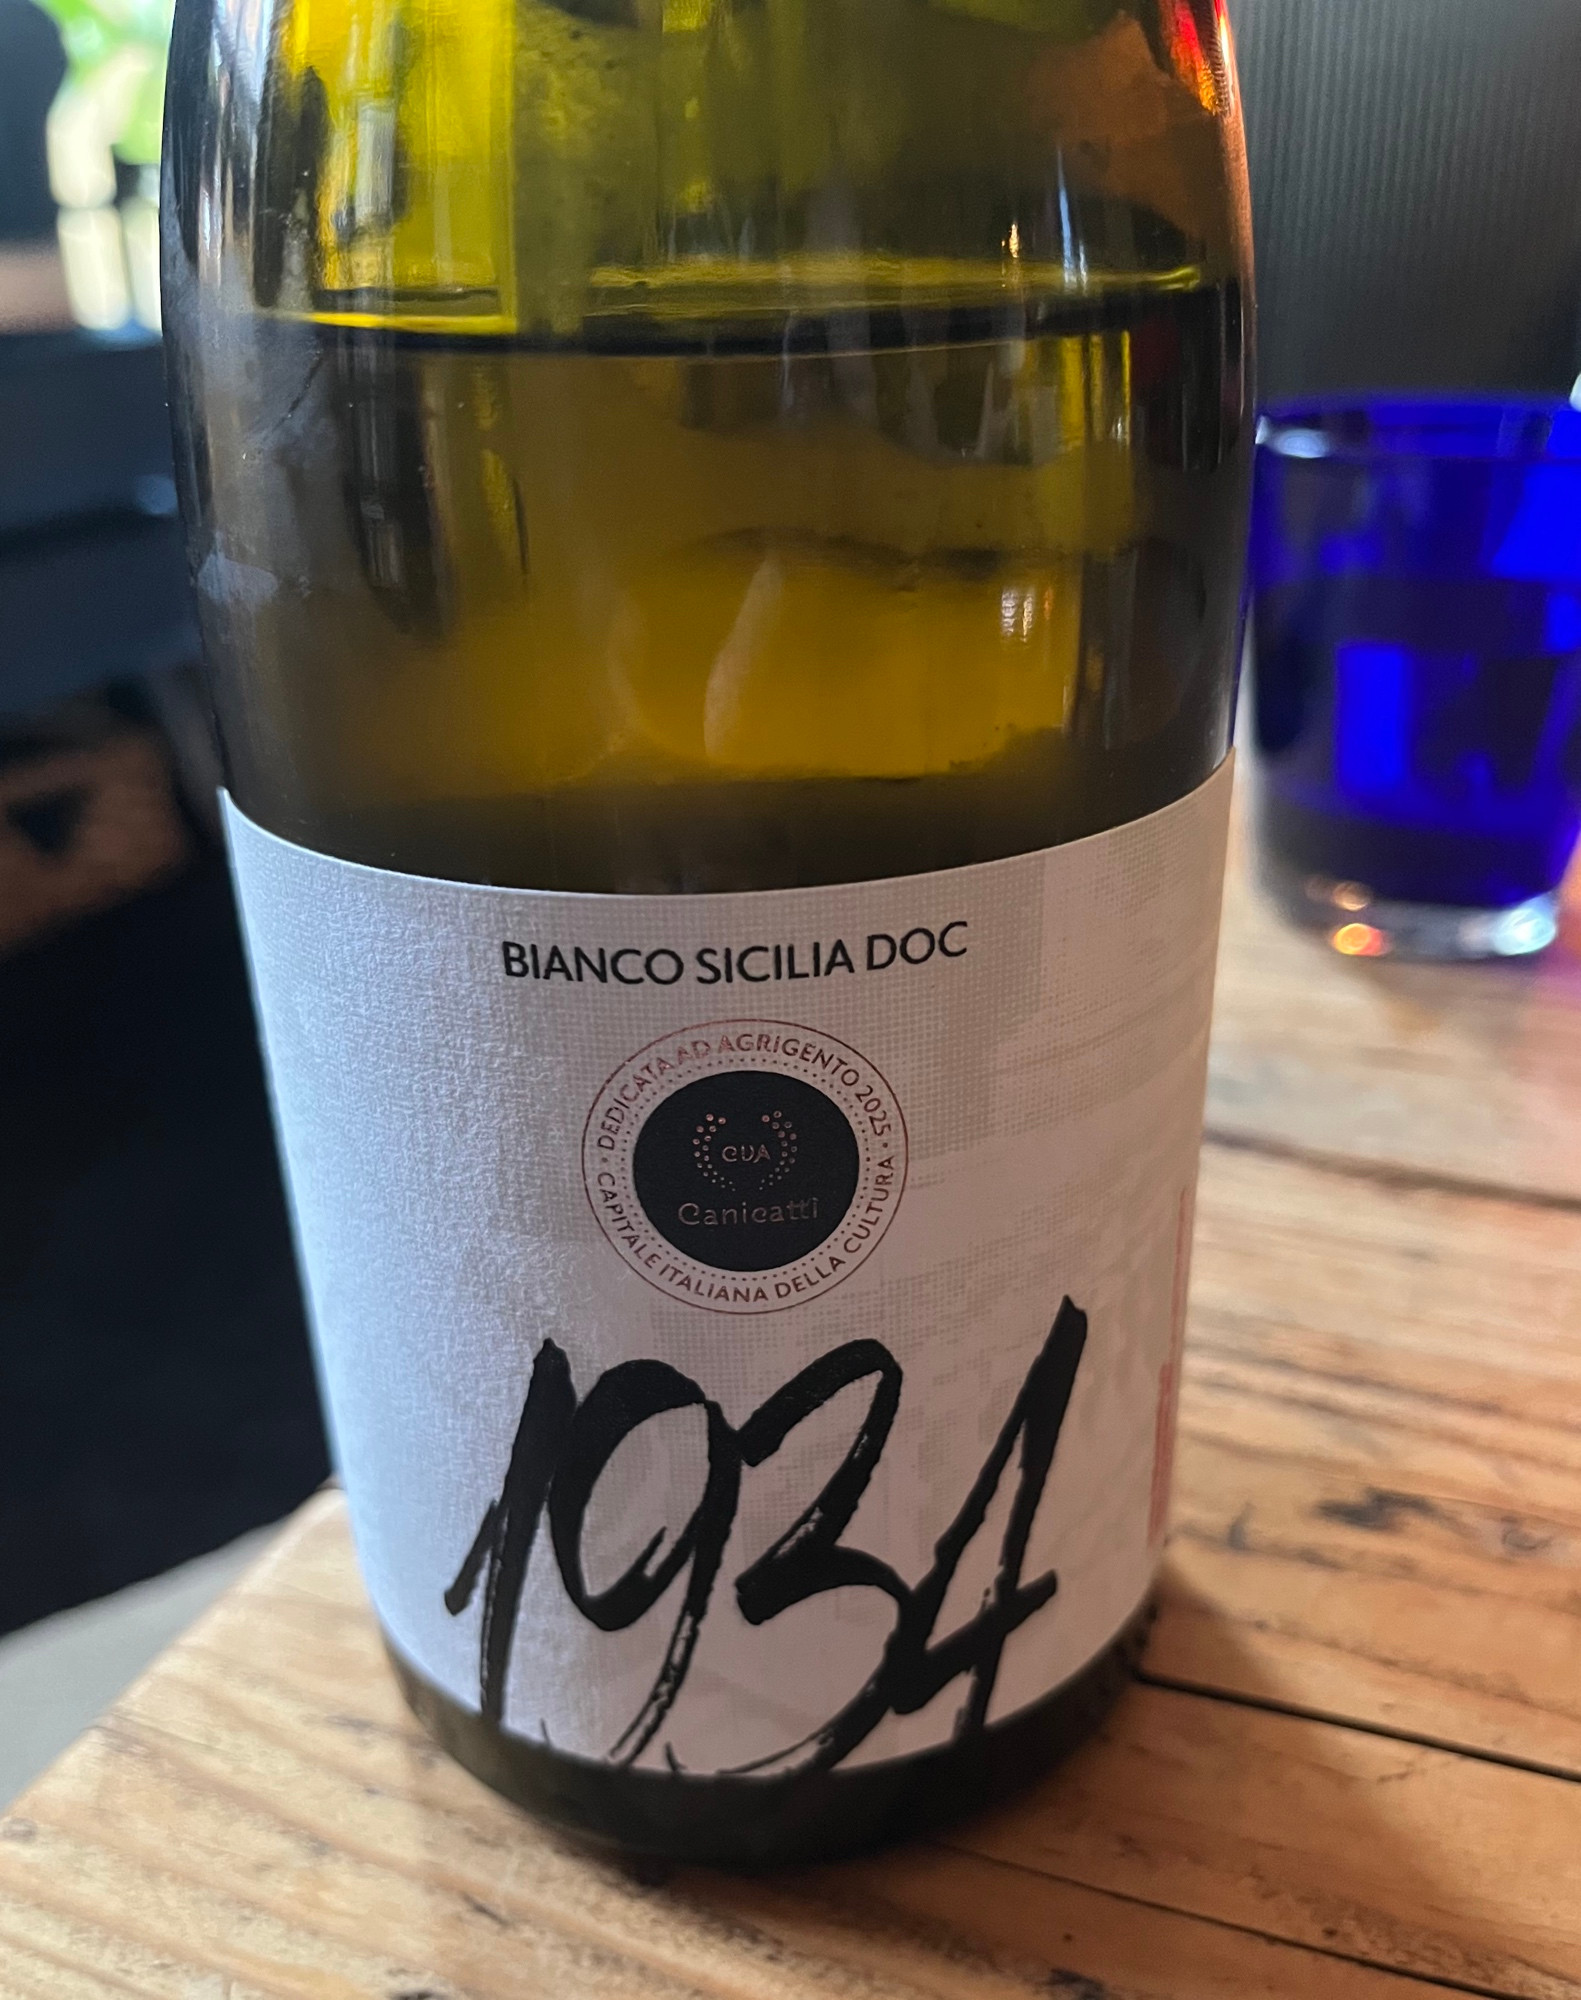 BIANCO SICILIA DOC
DEDICATA AD AGRIGENTO 2025 •
CAPITALE ITALIANA DELLA CULTURA •
CVA
Canicattì
1934